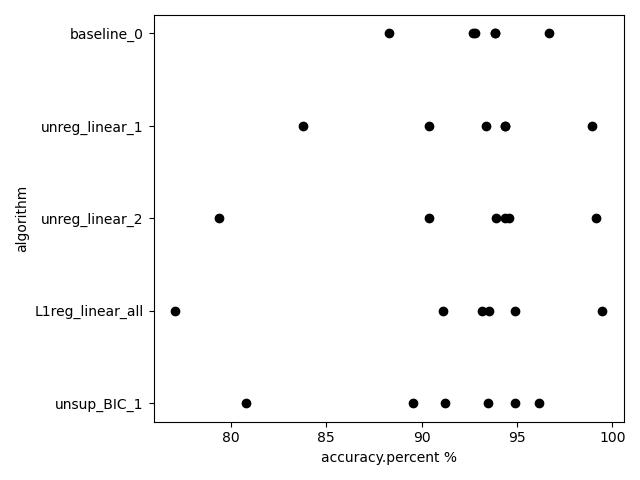 baseline_0
unreg_linear_1
unreg_linear_2
L1reg_linear_all
unsup_BIC_1
algorithm
80 85 90 95 100
accuracy.percent %